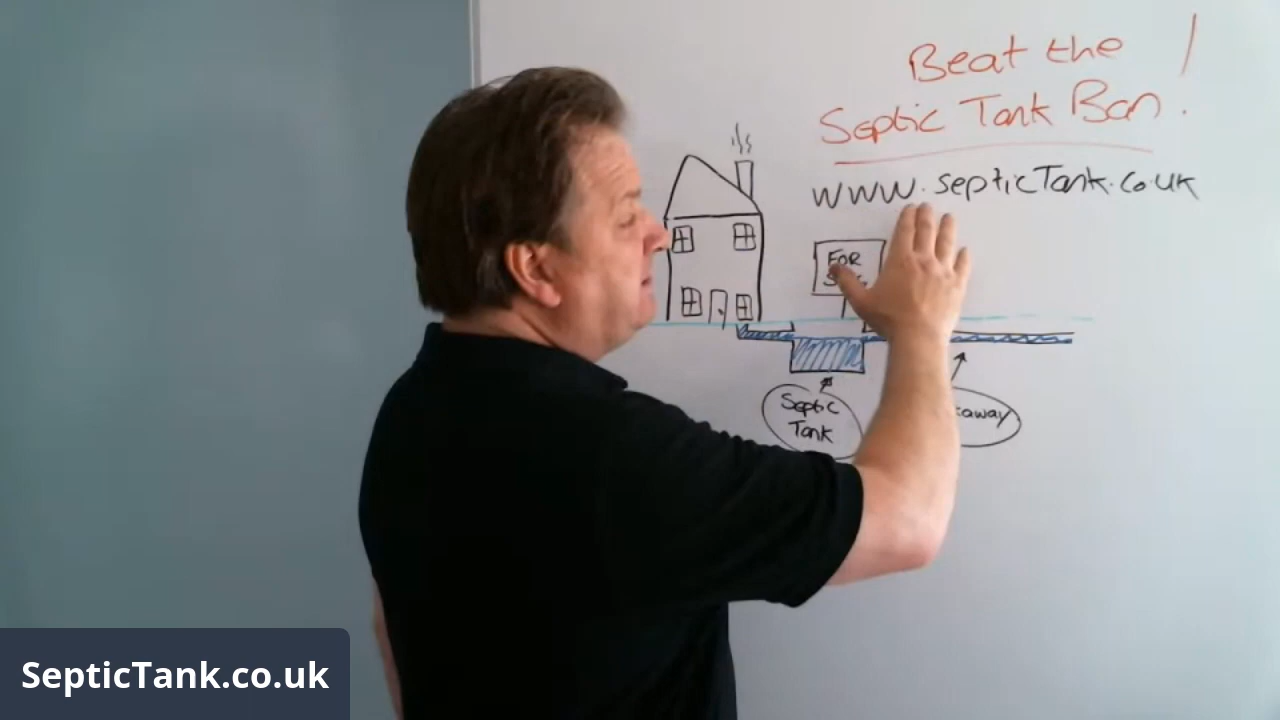 Beat the !
Septic Tank Ban.
www.septicTank.co.uk
FOR
Septic
Tank
SepticTank.co.uk